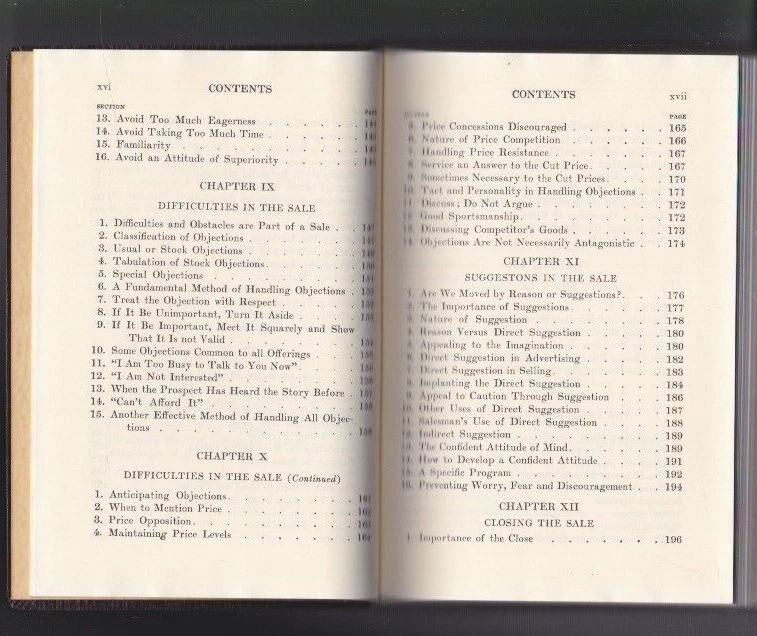 xvi CONTENTS
SECTION
13. Avoid Too Much Eagerness . . . . . .
14. Avoid Taking Too Much Time . . . . . .
15. Familiarity . . . . . . . . . .
16. Avoid an Attitude of Superiority . . . . .
CHAPTER IX
DIFFICULTIES IN THE SALE
1. Difficulties and Obstacles are Part of a Sale . .
2. Classification of Objections . . . . . .
3. Usual or Stock Objections . . . . . .
4. Tabulation of Stock Objections. . . . . .
5. Special Objections . . . . . . . .
6. A Fundamental Method of Handling Objections .
7. Treat the Objection with Respect . . . . .
8. If It Be Unimportant, Turn It Aside . . . .
9. If It Be Important, Meet It Squarely and Show
That It Is not Valid . . . . . . .
10. Some Objections Common to all Offerings . . .
11. “I Am Too Busy to Talk to You Now” . . .
12. “I Am Not Interested” . . . . . . .
13. When the Prospect Has Heard the Story Before .
14. “Can't Afford It” . . . . . . . .
15. Another Effective Method of Handling All Objec-
tions . . . . . . . . . .
CHAPTER X
DIFFICULTIES IN THE SALE (Continued)
1. Anticipating Objections. . . . . . .
2. When to Mention Price . . . . . . .
3. Price Opposition. . . . . . . . .
4. Maintaining Price Levels . . . . . .
CONTENTS xvii
PAGE
Price Concessions Discouraged . . . . . . 165
Nature of Price Competition . . . . . . 166
Handling Price Resistance . . . . . . . 167
Service an Answer to the Cut Price. . . . . 167
Sometimes Necessary to the Cut Prices. . . . 170
Tact and Personality in Handling Objections . . 171
Discuss; Do Not Argue . . . . . . . 172
Good Sportsmanship. . . . . . . . 172
Discussing Competitor's Goods . . . . . 173
Objections Are Not Necessarily Antagonistic . . 174
CHAPTER XI
SUGGESTONS IN THE SALE
Are We Moved by Reason or Suggestions?. . . 176
The Importance of Suggestions. . . . . . 177
Nature of Suggestion . . . . . . . 178
Reason Versus Direct Suggestion . . . . . 180
Appealing to the Imagination . . . . . . 180
Direct Suggestion in Advertising . . . . . 182
Direct Suggestion in Selling. . . . . . . 183
Implanting the Direct Suggestion . . . . . 184
Appeal to Caution Through Suggestion . . . 186
Other Uses of Direct Suggestion . . . . . 187
Salesman's Use of Direct Suggestion . . . . 188
Indirect Suggestion . . . . . . . . 189
The Confident Attitude of Mind. . . . . . 189
How to Develop a Confident Attitude . . . . 191
A Specific Program . . . . . . . . 192
Preventing Worry, Fear and Discouragement . . 194
CHAPTER XII
CLOSING THE SALE
Importance of the Close . . . . . . . 196